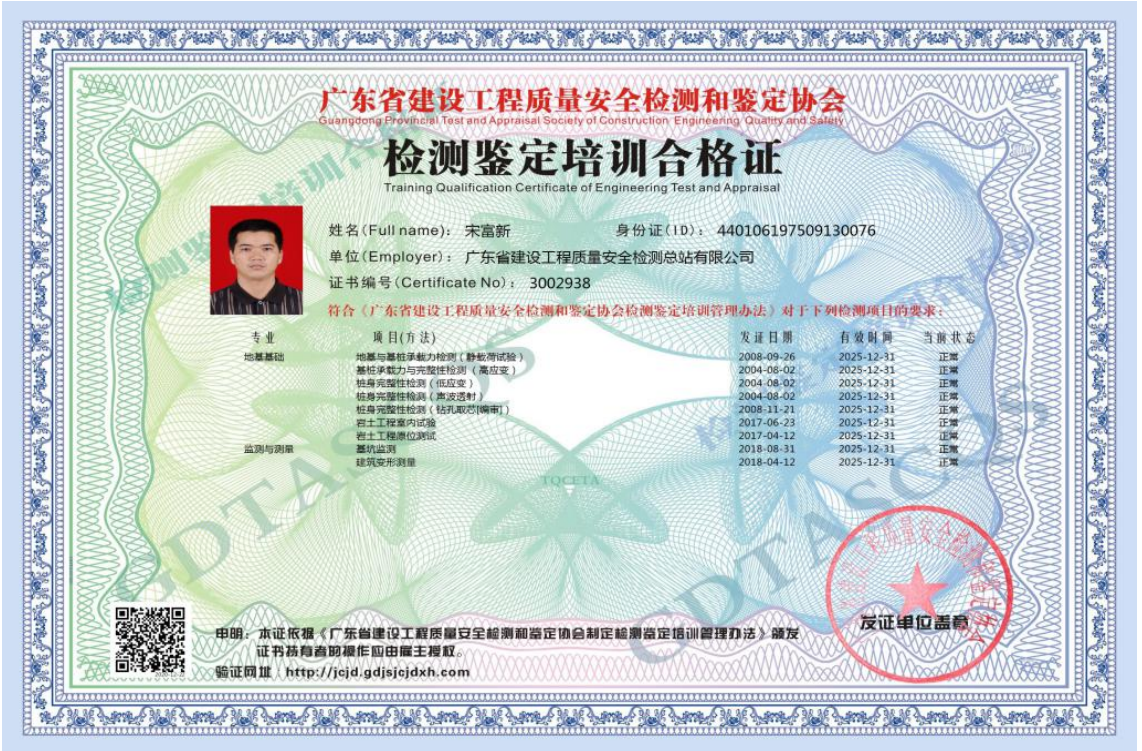 广东省建设工程质量安全检测和鉴定协会
Guangdong Provincial Test and Appraisal Society of Construction Engineering Quality and Safety
检测鉴定培训合格证
Training Qualification Certificate of Engineering Test and Appraisal
姓名(Full name)： 宋富新 身份证(ID)： 440106197509130076
单位(Employer)： 广东省建设工程质量安全检测总站有限公司
证书编号(Certificate No)： 3002938
符合《广东省建设工程质量安全检测和鉴定协会检测鉴定培训管理办法》对于下列检测项目的要求：
专业 项目(方法) 发证日期 有效时间 当前状态
地基基础 地基与基桩承载力检测（静载荷试验） 2008-09-26 2025-12-31 正常
基桩承载力与完整性检测（高应变） 2004-08-02 2025-12-31 正常
桩身完整性检测（低应变） 2004-08-02 2025-12-31 正常
桩身完整性检测（声波透射） 2004-08-02 2025-12-31 正常
桩身完整性检测（钻孔取芯[编审]） 2008-11-21 2025-12-31 正常
岩土工程室内试验 2017-06-23 2025-12-31 正常
岩土工程原位测试 2017-04-12 2025-12-31 正常
监测与测量 基坑监测 2018-08-31 2025-12-31 正常
建筑变形测量 2018-04-12 2025-12-31 正常
TQCETA
GDTASCQS
GDTASCQS
发证单位盖章
申明：本证依据《广东省建设工程质量安全检测和鉴定协会制定检测鉴定培训管理办法》颁发
证书持有者的操作应由雇主授权。
验证网址：http://jcjd.gdjsjcjdxh.com